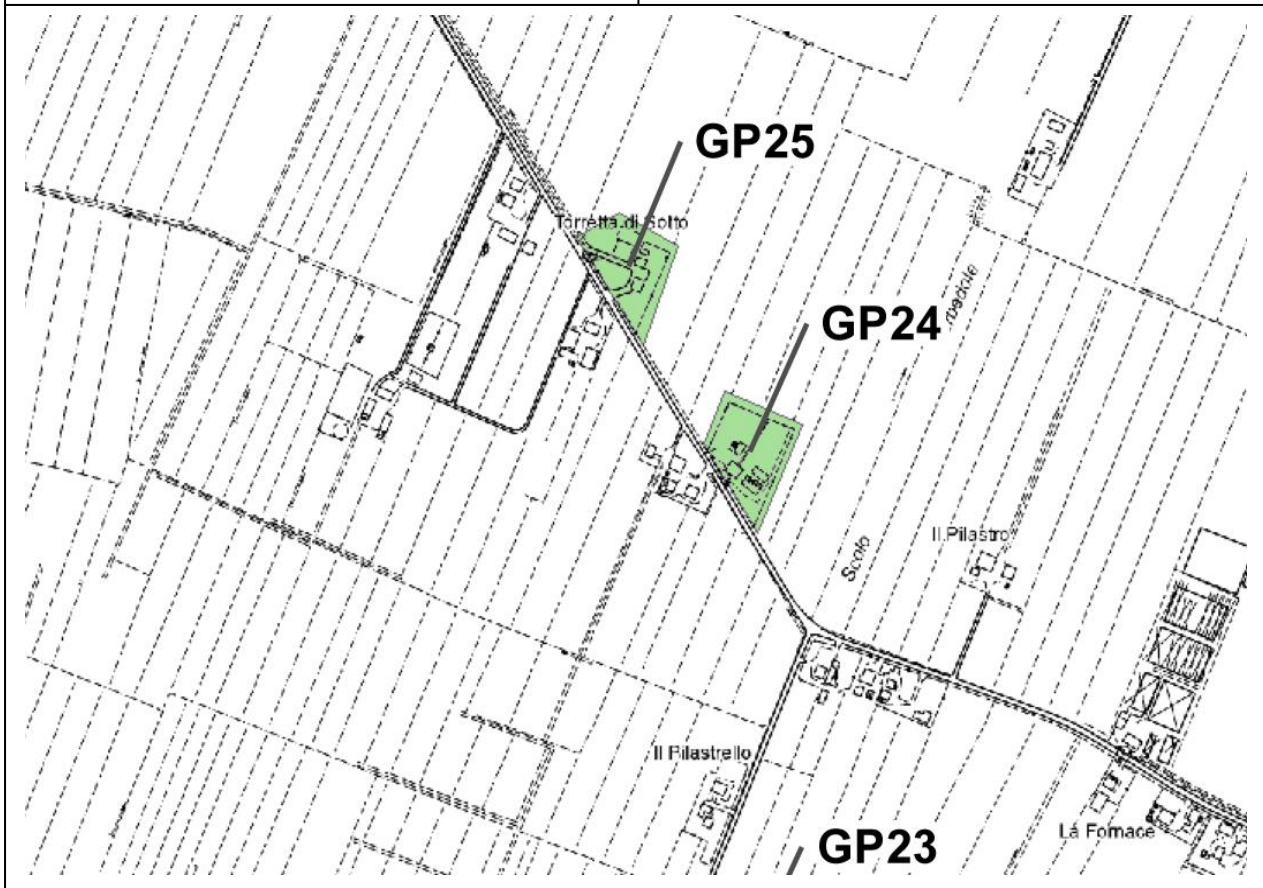 GP25
Torretta di Sotto
GP24
Scolo
Il Pilastro
Il Pilastrello
La Fornace
GP23